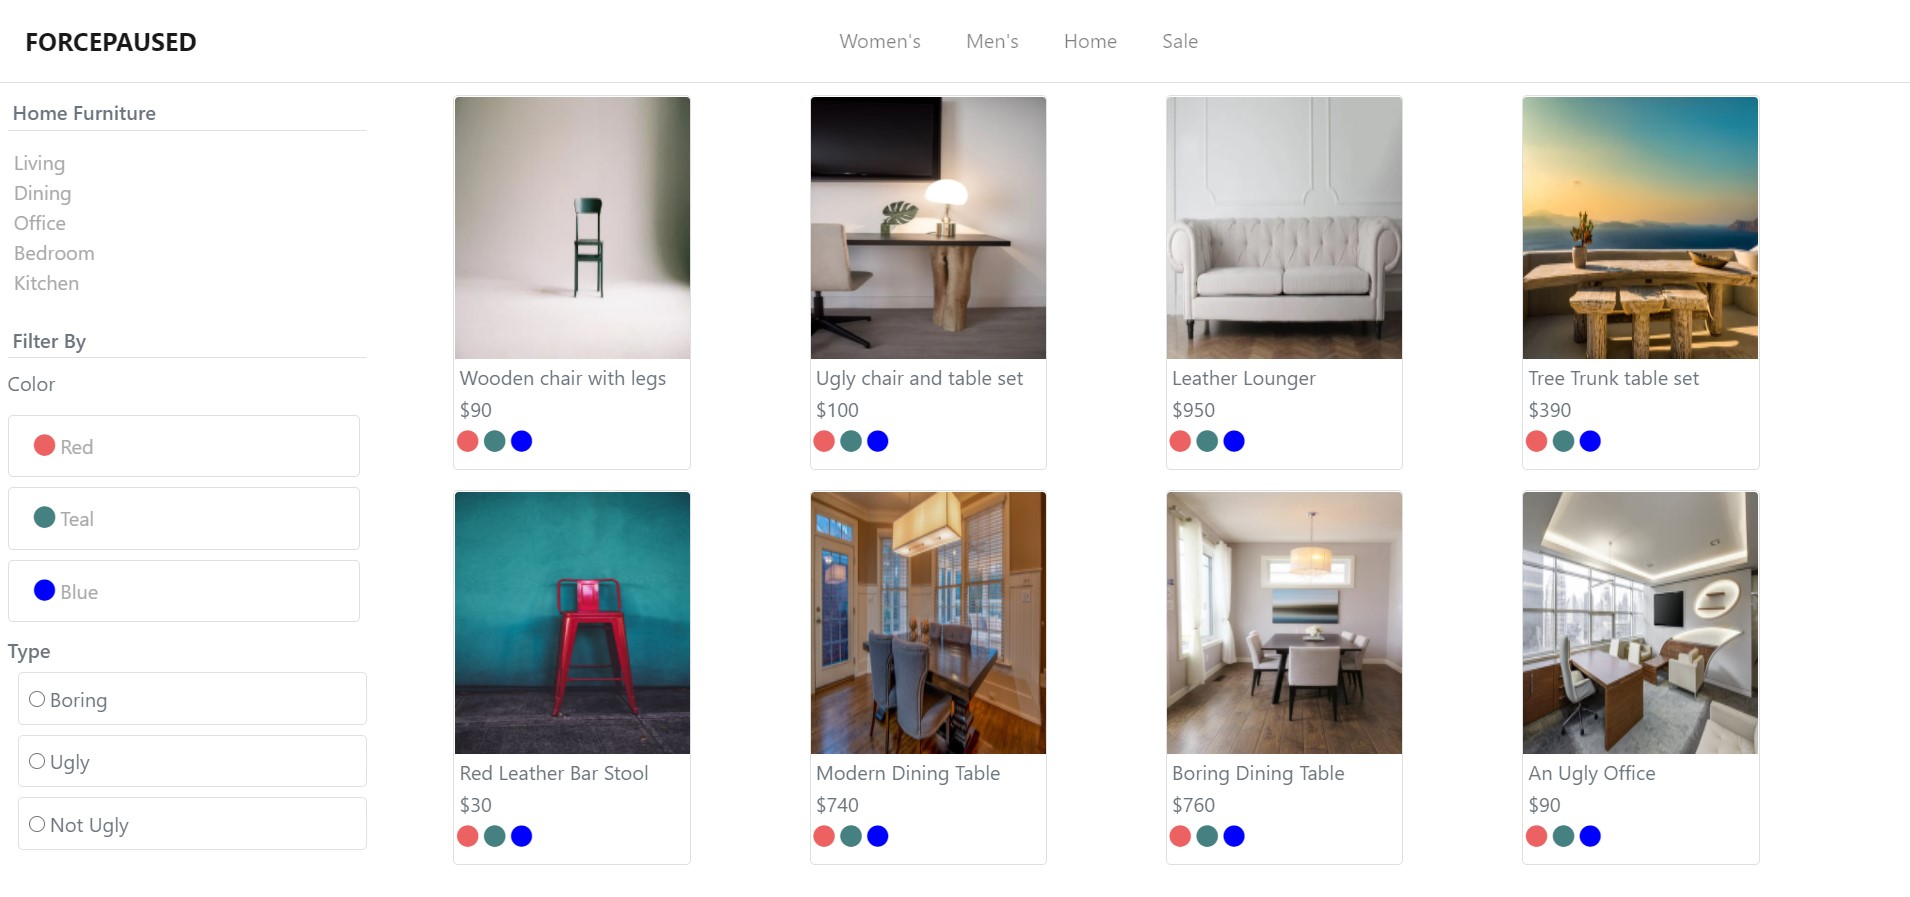 FORCEPAUSED
Women's
Men's
Home
Sale
Home Furniture
Living
Dining
Office
Bedroom
Kitchen
Filter By
Color
Red
Teal
Blue
Type
Boring
Ugly
Not Ugly
Wooden chair with legs
$90
Ugly chair and table set
$100
Leather Lounger
$950
Tree Trunk table set
$390
Red Leather Bar Stool
$30
Modern Dining Table
$740
Boring Dining Table
$760
An Ugly Office
$90